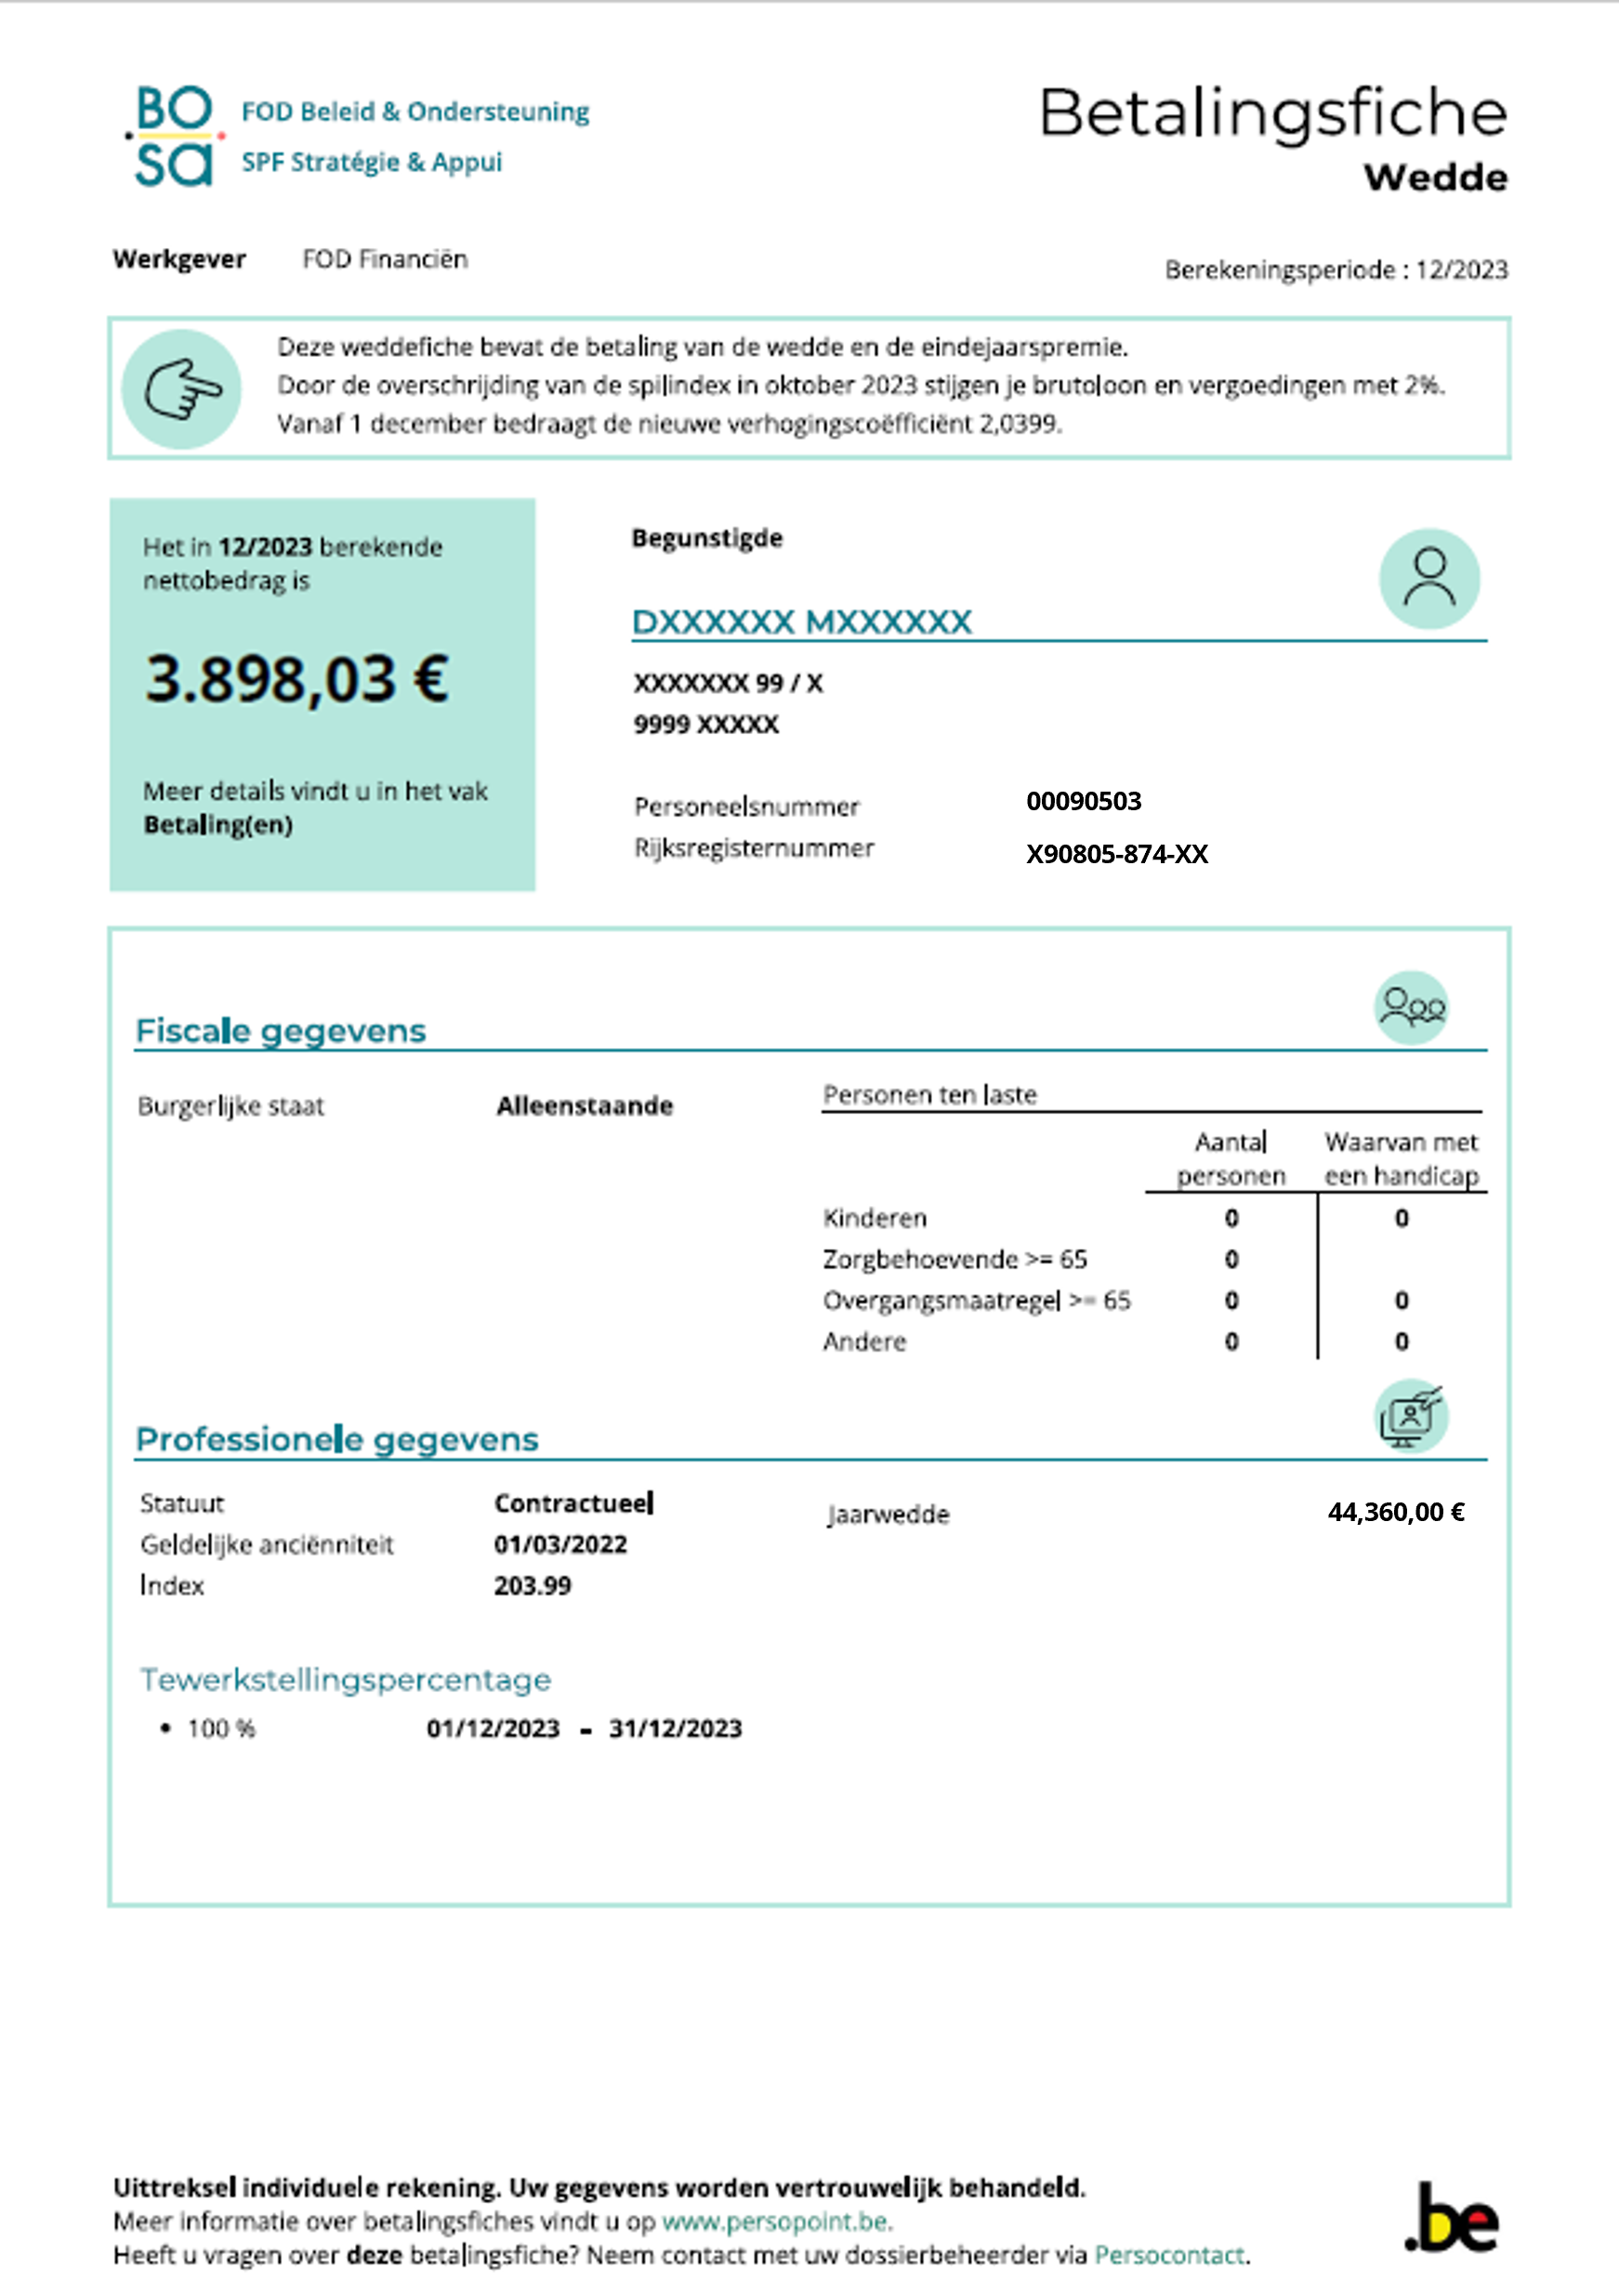 BO
sa
FOD Beleid & Ondersteuning
SPF Stratégie & Appui
Betalingsfiche
Wedde
Werkgever FOD Financiën
Berekeningsperiode : 12/2023
Deze weddefiche bevat de betaling van de wedde en de eindejaarspremie.
Door de overschrijding van de spilindex in oktober 2023 stijgen je brutoloon en vergoedingen met 2%.
Vanaf 1 december bedraagt de nieuwe verhogingscoëfficiënt 2,0399.
Het in 12/2023 berekende
nettobedrag is
3.898,03 €
Meer details vindt u in het vak
Betaling(en)
Begunstigde
DXXXXXX MXXXXXX
XXXXXXX 99 / X
9999 XXXXX
Personeelsnummer 00090503
Rijksregisternummer X90805-874-XX
Fiscale gegevens
Burgerlijke staat Alleenstaande
Personen ten laste
Aantal Waarvan met
personen een handicap
Kinderen 0 0
Zorgbehoevende >= 65 0
Overgangsmaatregel >= 65 0 0
Andere 0 0
Professionele gegevens
Statuut Contractueel
Geldelijke anciënniteit 01/03/2022
Index 203.99
Jaarwedde 44,360,00 €
Tewerkstellingspercentage
• 100 % 01/12/2023 - 31/12/2023
Uittreksel individuele rekening. Uw gegevens worden vertrouwelijk behandeld.
Meer informatie over betalingsfiches vindt u op www.persopoint.be.
Heeft u vragen over deze betalingsfiche? Neem contact met uw dossierbeheerder via Persocontact.
.be